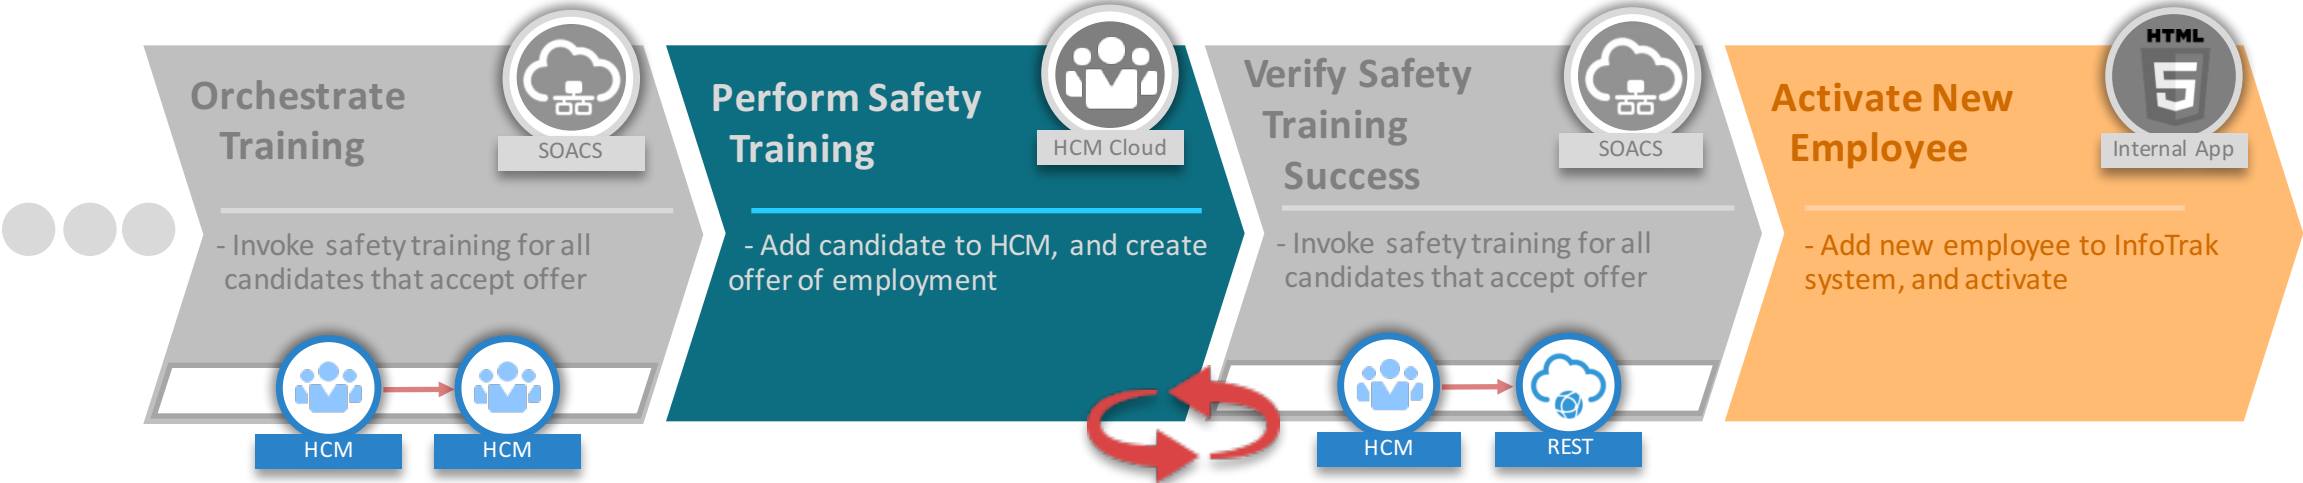 Orchestrate
Training
SOACS
- Invoke safety training for all
candidates that accept offer
HCM
HCM
Perform Safety
Training
HCM Cloud
- Add candidate to HCM, and create
offer of employment
Verify Safety
Training
Success
SOACS
- Invoke safety training for all
candidates that accept offer
HCM
REST
Activate New
Employee
HTML
5
Internal App
- Add new employee to InfoTrak
system, and activate